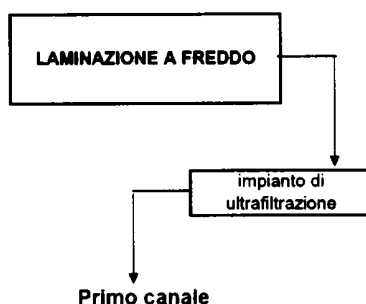 LAMINAZIONE A FREDDO
impianto di
ultrafiltrazione
Primo canale